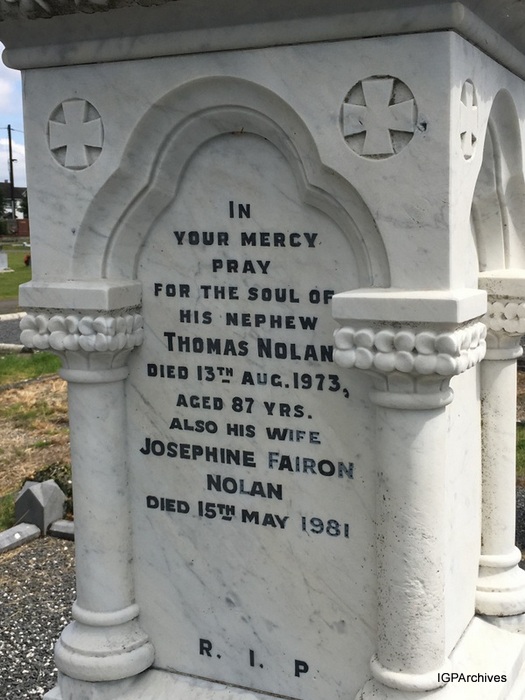 IN
YOUR MERCY
PRAY
FOR THE SOUL OF
HIS NEPHEW
THOMAS NOLAN
DIED 13TH AUG. 1973,
AGED 87 YRS.
ALSO HIS WIFE
JOSEPHINE FAIRON
NOLAN
DIED 15TH MAY 1981
R. I. P
IGPArchives